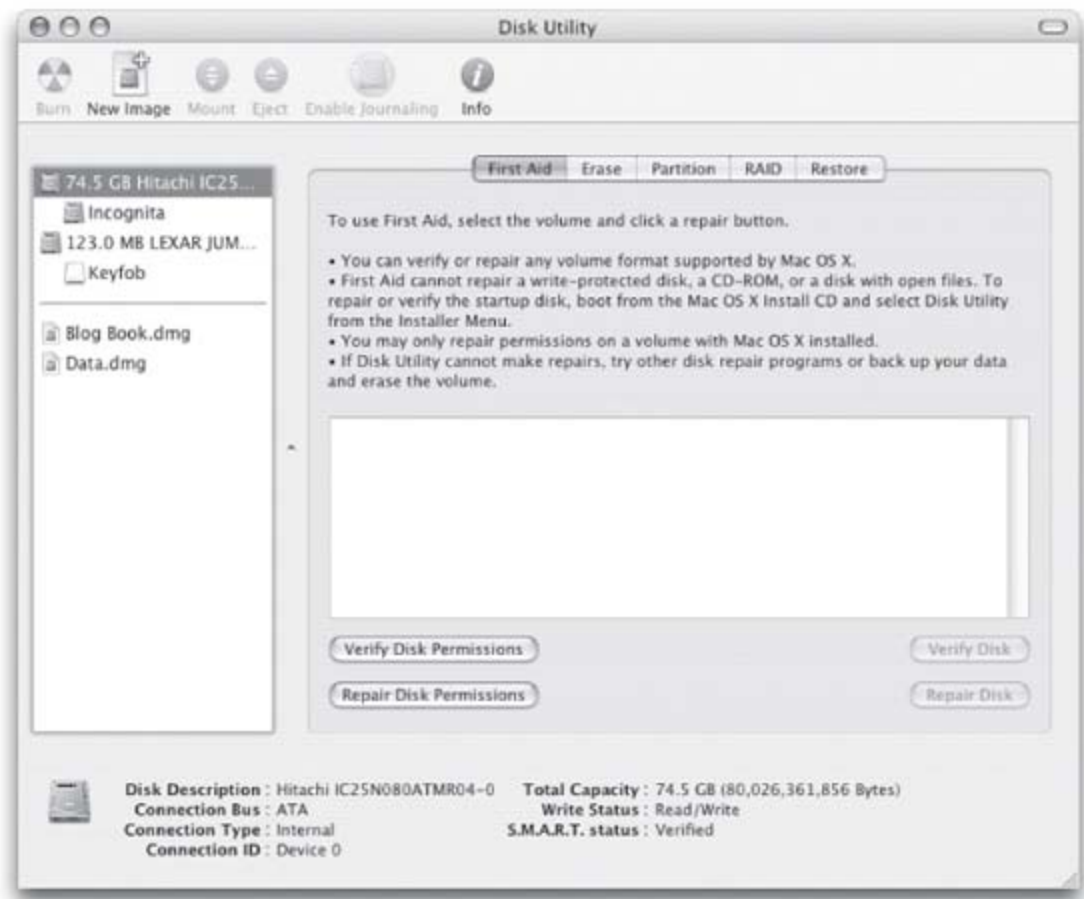 Disk Utility
Burn New Image Mount Eject Enable Journaling Info
74.5 GB Hitachi IC25...
Incognita
123.0 MB LEXAR JUM...
Keyfob
Blog Book.dmg
Data.dmg
First Aid Erase Partition RAID Restore
To use First Aid, select the volume and click a repair button.
• You can verify or repair any volume format supported by Mac OS X.
• First Aid cannot repair a write-protected disk, a CD-ROM, or a disk with open files. To
repair or verify the startup disk, boot from the Mac OS X Install CD and select Disk Utility
from the Installer Menu.
• You may only repair permissions on a volume with Mac OS X installed.
• If Disk Utility cannot make repairs, try other disk repair programs or back up your data
and erase the volume.
Verify Disk Permissions Verify Disk
Repair Disk Permissions Repair Disk
Disk Description : Hitachi IC25N080ATMR04-0 Total Capacity : 74.5 GB (80,026,361,856 Bytes)
Connection Bus : ATA Write Status : Read/Write
Connection Type : Internal S.M.A.R.T. status : Verified
Connection ID : Device 0